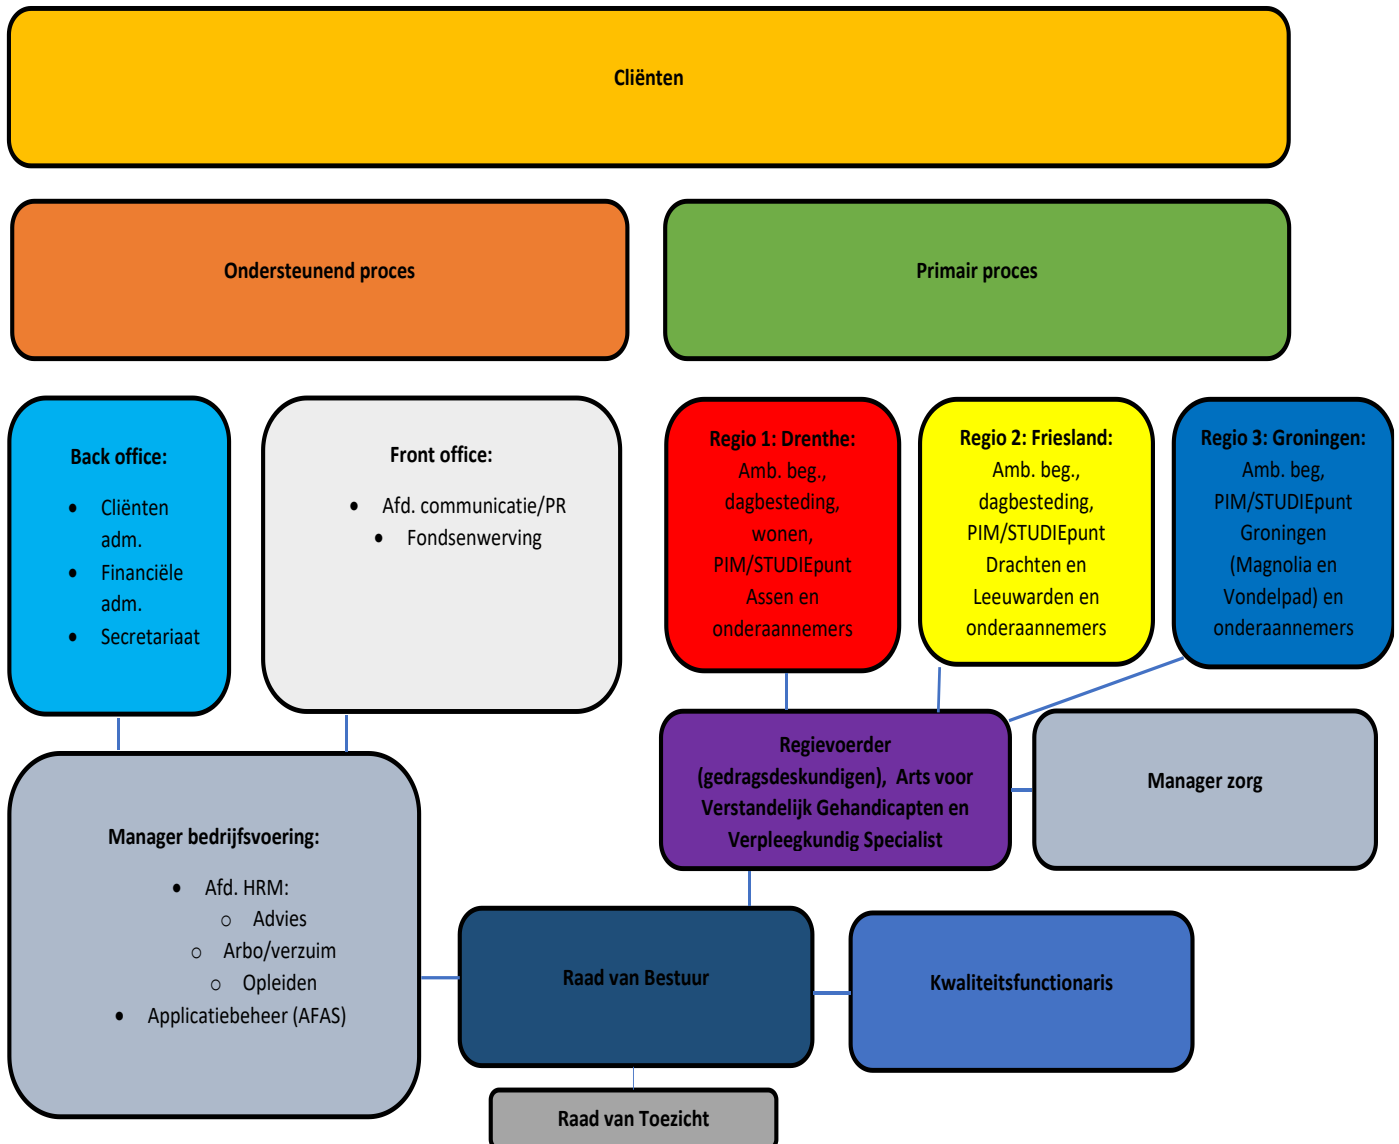 Cliënten
Ondersteunend proces
Primair proces
Back office:
• Cliënten
adm.
• Financiële
adm.
• Secretariaat
Front office:
• Afd. communicatie/PR
• Fondsenwerving
Regio 1: Drenthe:
Amb. beg.,
dagbesteding,
wonen,
PIM/STUDIEpunt
Assen en
onderaannemers
Regio 2: Friesland:
Amb. beg.,
dagbesteding,
PIM/STUDIEpunt
Drachten en
Leeuwarden en
onderaannemers
Regio 3: Groningen:
Amb. beg,
PIM/STUDIEpunt
Groningen
(Magnolia en
Vondelpad) en
onderaannemers
Regievoerder
(gedragsdeskundigen), Arts voor
Verstandelijk Gehandicapten en
Verpleegkundig Specialist
Manager zorg
Manager bedrijfsvoering:
• Afd. HRM:
o Advies
o Arbo/verzuim
o Opleiden
• Applicatiebeheer (AFAS)
Raad van Bestuur
Kwaliteitsfunctionaris
Raad van Toezicht